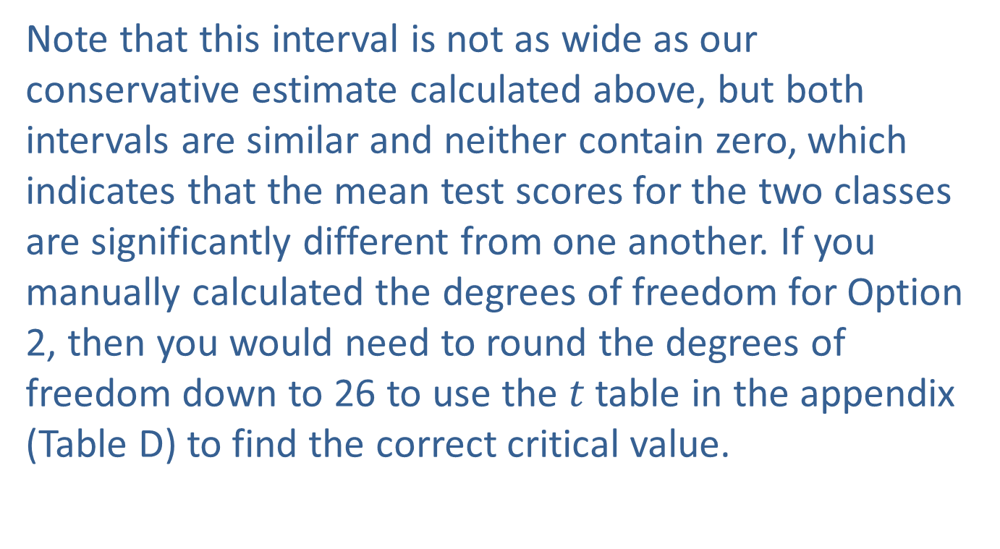 Note that this interval is not as wide as our
conservative estimate calculated above, but both
intervals are similar and neither contain zero, which
indicates that the mean test scores for the two classes
are significantly different from one another. If you
manually calculated the degrees of freedom for Option
2, then you would need to round the degrees of
freedom down to 26 to use the t table in the appendix
(Table D) to find the correct critical value.